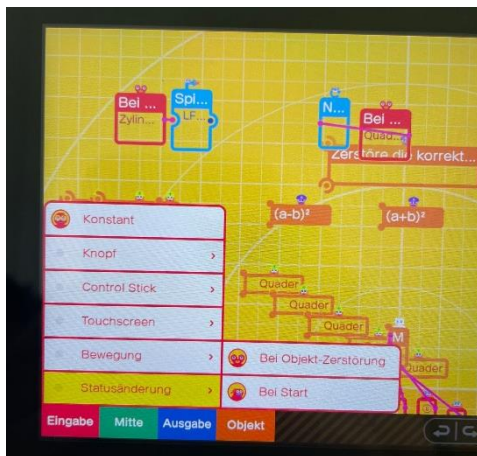 Bei ...
Zylin...
Spi...
LF...
N...
Bei ...
Quad...
Zerstöre die korrekt...
(a-b)²
(a+b)²
Konstant
Knopf
Control Stick
Touchscreen
Bewegung
Statusänderung
Quader
Quader
Quader
M
Quader
Bei Objekt-Zerstörung
Bei Start
Eingabe
Mitte
Ausgabe
Objekt